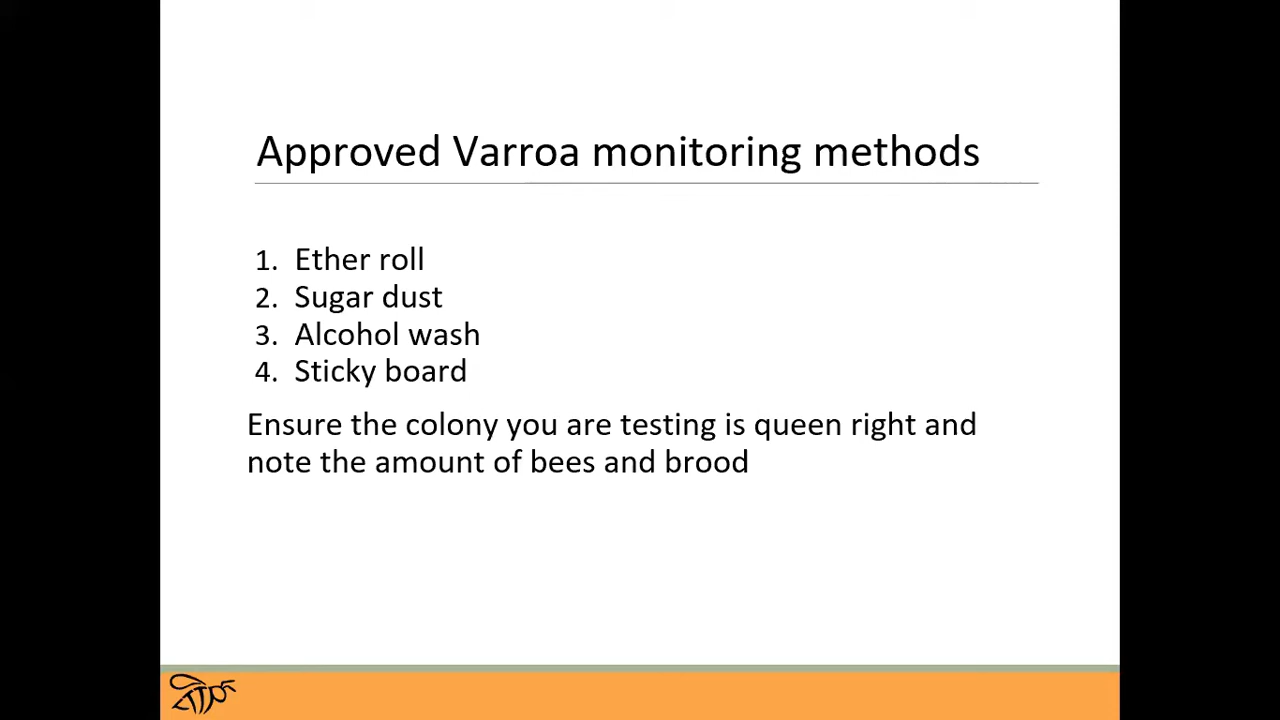 Approved Varroa monitoring methods
1. Ether roll
2. Sugar dust
3. Alcohol wash
4. Sticky board
Ensure the colony you are testing is queen right and
note the amount of bees and brood